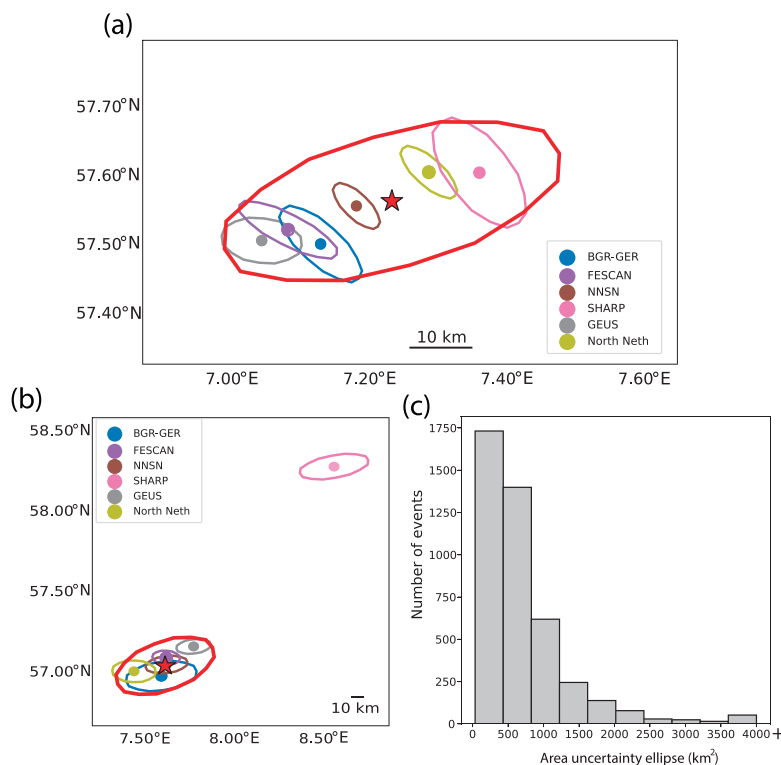 (a)
57.70°N
57.60°N
57.50°N
57.40°N
BGR-GER
FESCAN
NNSN
SHARP
GEUS
North Neth
10 km
7.00°E 7.20°E 7.40°E 7.60°E
(b)
58.50°N
58.00°N
57.50°N
57.00°N
BGR-GER
FESCAN
NNSN
SHARP
GEUS
North Neth
10 km
7.50°E 8.00°E 8.50°E
(c)
Number of events
1750
1500
1250
1000
750
500
250
0
0 500 1000 1500 2000 2500 3000 3500 4000 +
Area uncertainty ellipse (km²)